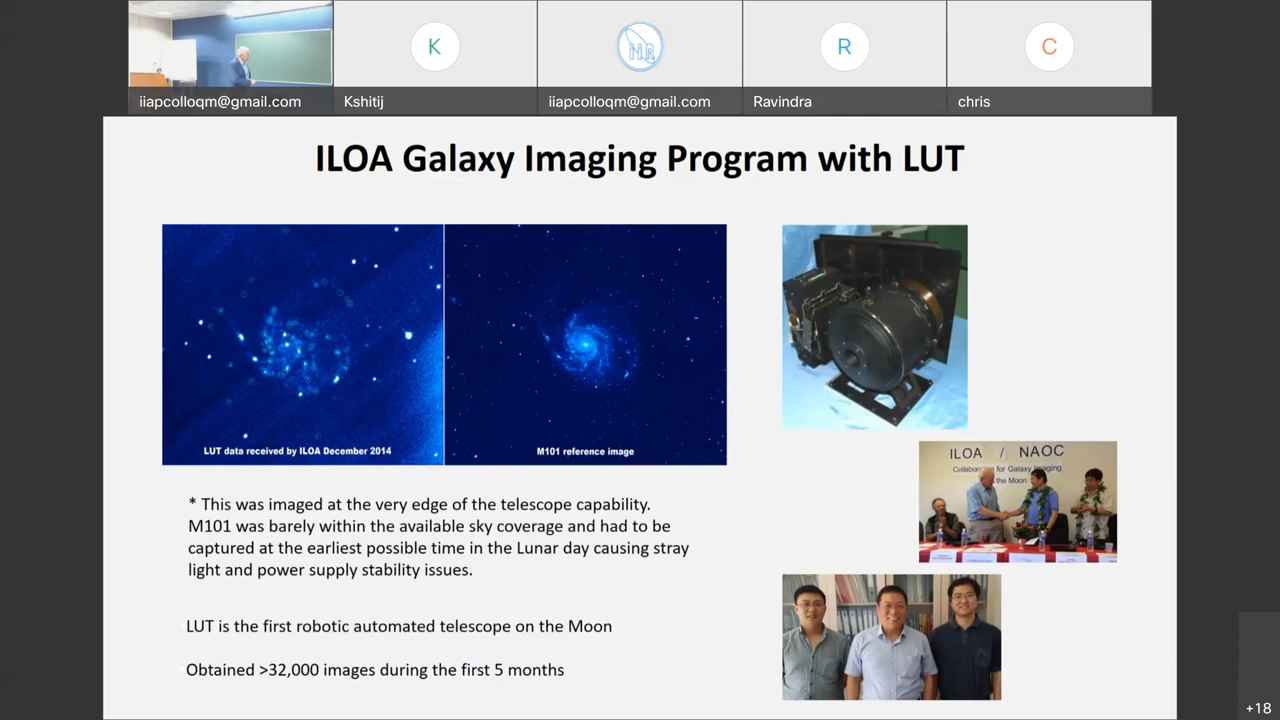 iiapcolloqm@gmail.com
K
Kshitij
iiapcolloqm@gmail.com
R
Ravindra
C
chris
ILOA Galaxy Imaging Program with LUT
LUT data received by ILOA December 2014
M101 reference image
ILOA / NAOC
for Galaxy Imaging
the Moon
* This was imaged at the very edge of the telescope capability.
M101 was barely within the available sky coverage and had to be
captured at the earliest possible time in the Lunar day causing stray
light and power supply stability issues.
LUT is the first robotic automated telescope on the Moon
Obtained >32,000 images during the first 5 months
+18